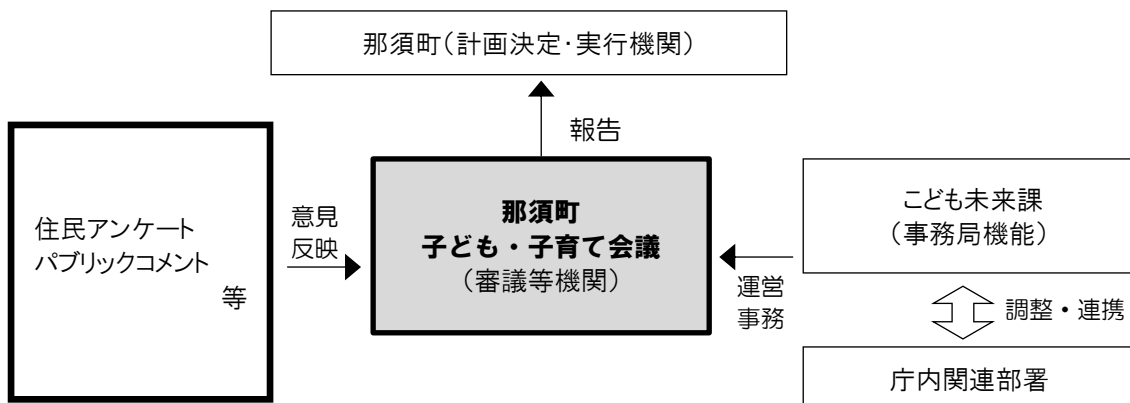 那須町(計画決定・実行機関)
報告
住民アンケート
パブリックコメント
等
意見
反映
那須町
子ども・子育て会議
(審議等機関)
運営
事務
こども未来課
(事務局機能)
調整・連携
庁内関連部署